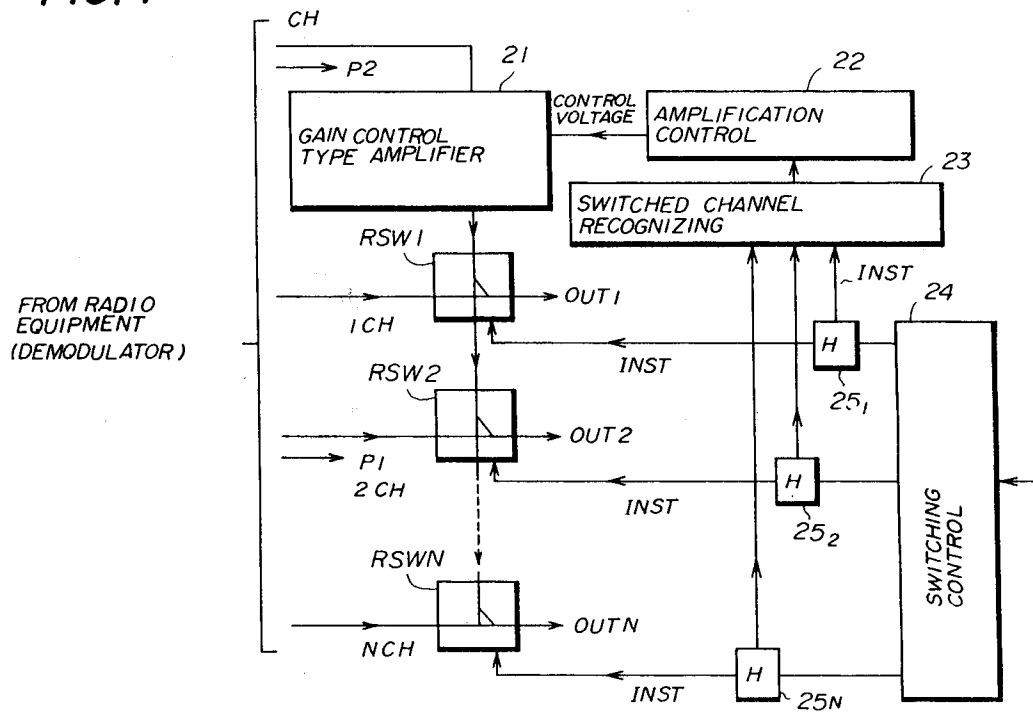 CH
P2
21
GAIN CONTROL
TYPE AMPLIFIER
CONTROL
VOLTAGE
22
AMPLIFICATION
CONTROL
23
SWITCHED CHANNEL
RECOGNIZING
RSW1
INST
24
FROM RADIO
EQUIPMENT
(DEMODULATOR)
1CH
OUT1
INST
H
25₁
RSW2
OUT2
P1
2CH
INST
H
25₂
SWITCHING
CONTROL
RSWN
NCH
OUTN
INST
H
25N